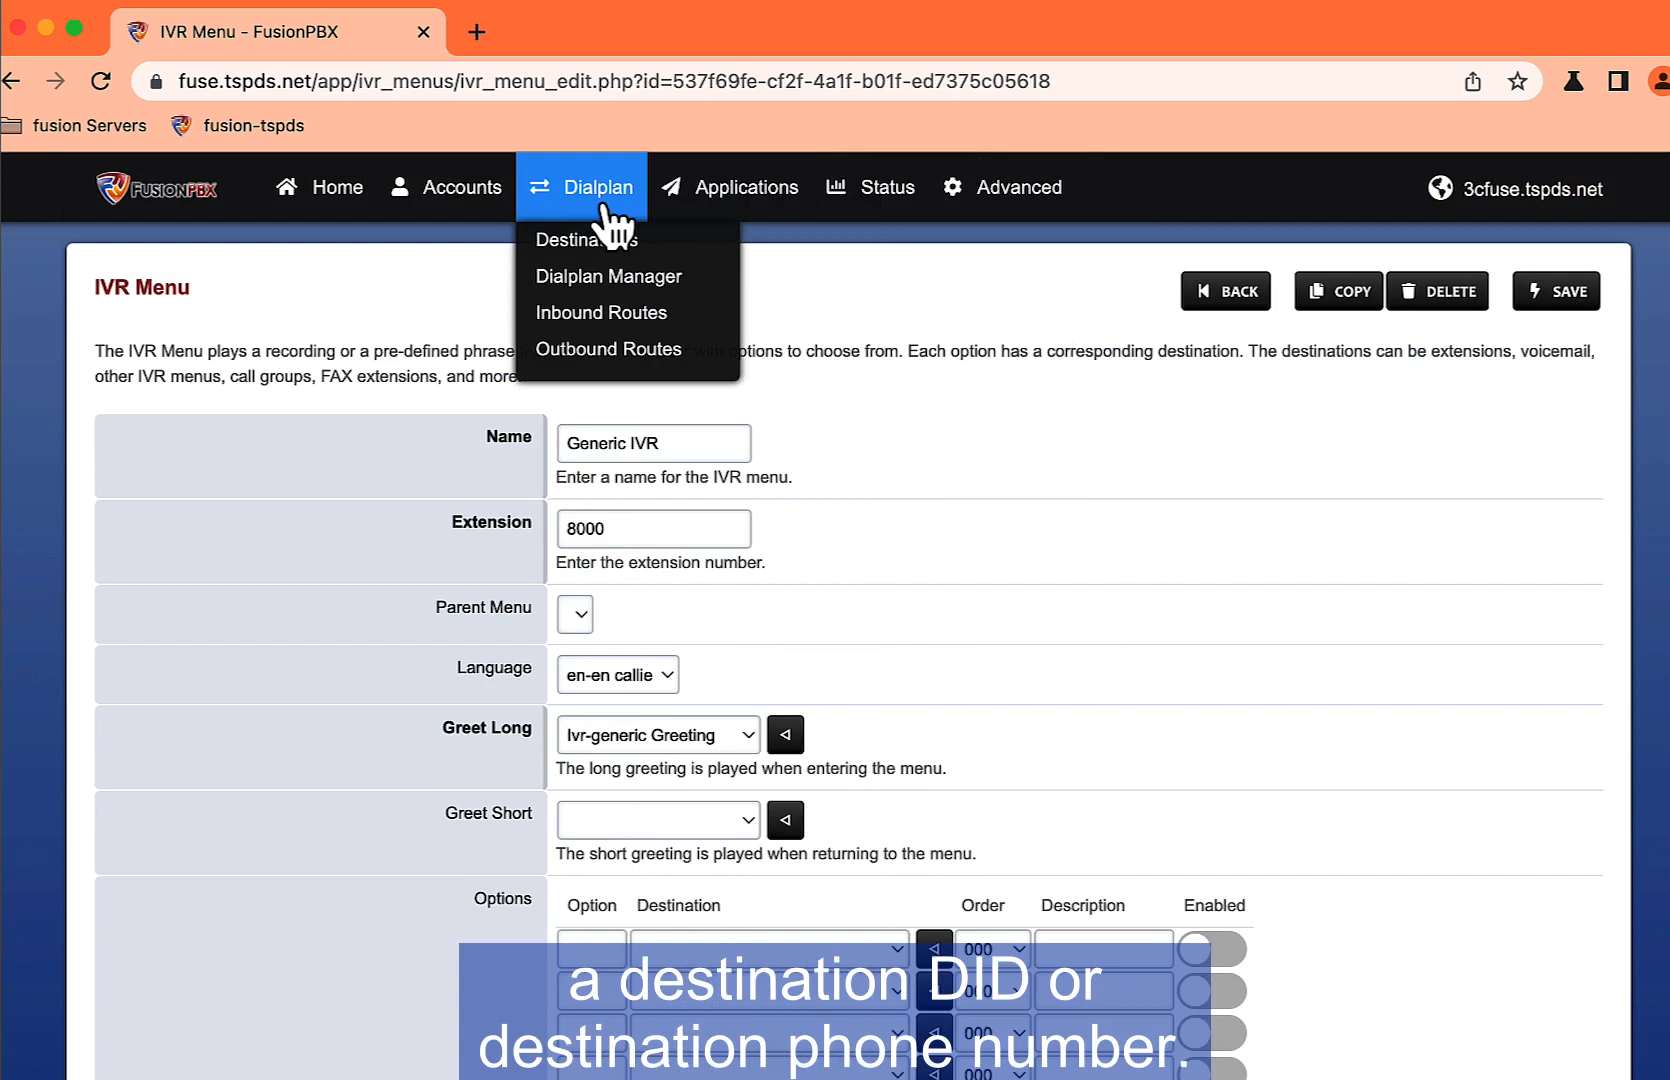 IVR Menu - FusionPBX
fuse.tspds.net/app/ivr_menus/ivr_menu_edit.php?id=537f69fe-cf2f-4a1f-b01f-ed7375c05618
fusion Servers fusion-tspds
FUSIONPBX Home Accounts Dialplan Applications Status Advanced 3cfuse.tspds.net
Dialplan Manager
Inbound Routes
Outbound Routes
IVR Menu BACK COPY DELETE SAVE
The IVR Menu plays a recording or a pre-defined phrase options to choose from. Each option has a corresponding destination. The destinations can be extensions, voicemail,
other IVR menus, call groups, FAX extensions, and more.
Name Generic IVR
Enter a name for the IVR menu.
Extension 8000
Enter the extension number.
Parent Menu
Language en-en callie
Greet Long Ivr-generic Greeting
The long greeting is played when entering the menu.
Greet Short
The short greeting is played when returning to the menu.
Options Option Destination Order Description Enabled
000
000
000
000
a destination DID or
destination phone number.